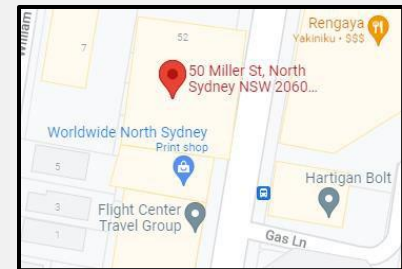 Rengaya
Yakiniku • $$$
William
52
7
50 Miller St, North
Sydney NSW 2060...
Worldwide North Sydney
Print shop
5
Hartigan Bolt
3
Flight Center
Travel Group
1
Gas Ln